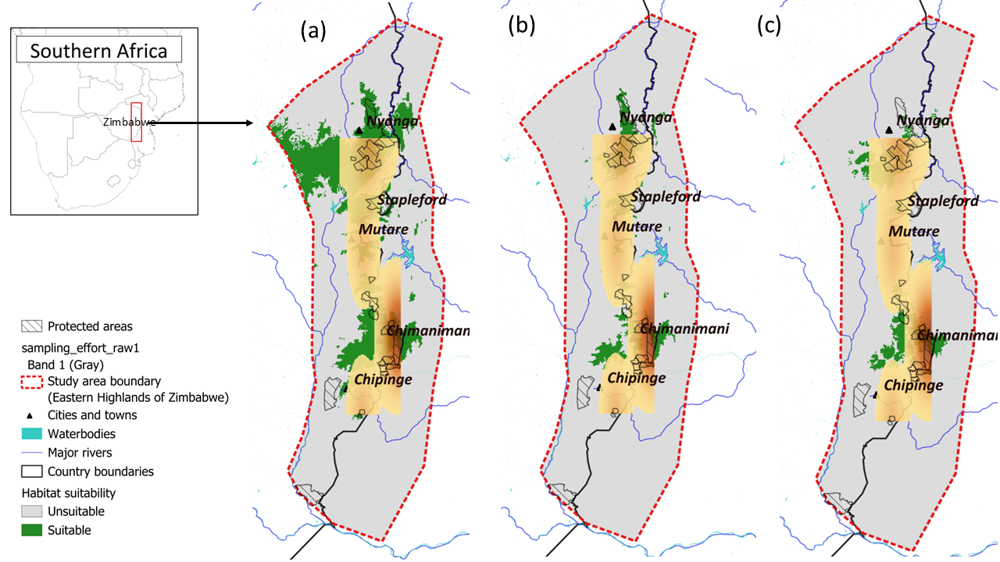 Southern Africa
Zimbabwe
(a)
Nyanga
Stapleford
Mutare
Chimaniman
Chipinge
(b)
Nyanga
Stapleford
Mutare
Chimanimani
Chipinge
(c)
Nyanga
Stapleford
Mutare
Chimanimani
Chipinge
Protected areas
sampling_effort_raw1
Band 1 (Gray)
Study area boundary
(Eastern Highlands of Zimbabwe)
Cities and towns
Waterbodies
Major rivers
Country boundaries
Habitat suitability
Unsuitable
Suitable